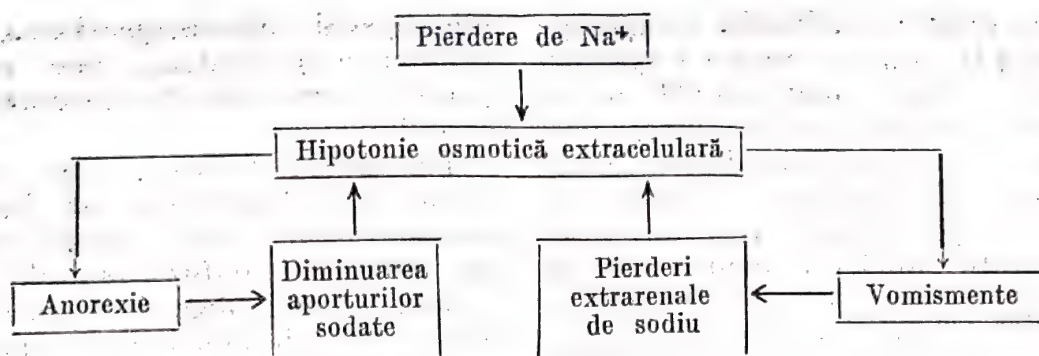 Pierdere de Na⁺
Hipotonie osmotică extracelulară
Anorexie
Diminuarea
aporturilor
sodate
Pierderi
extrarenale
de sodiu
Vomismente